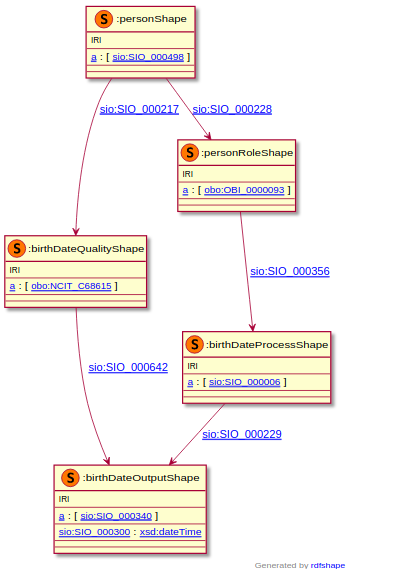 S :personShape
IRI
a : [ sio:SIO_000498 ]
sio:SIO_000217
sio:SIO_000228
S :personRoleShape
IRI
a : [ obo:OBI_0000093 ]
S :birthDateQualityShape
IRI
a : [ obo:NCIT_C68615 ]
sio:SIO_000356
S :birthDateProcessShape
IRI
a : [ sio:SIO_000006 ]
sio:SIO_000642
sio:SIO_000229
S :birthDateOutputShape
IRI
a : [ sio:SIO_000340 ]
sio:SIO_000300 : xsd:dateTime
Generated by rdfshape